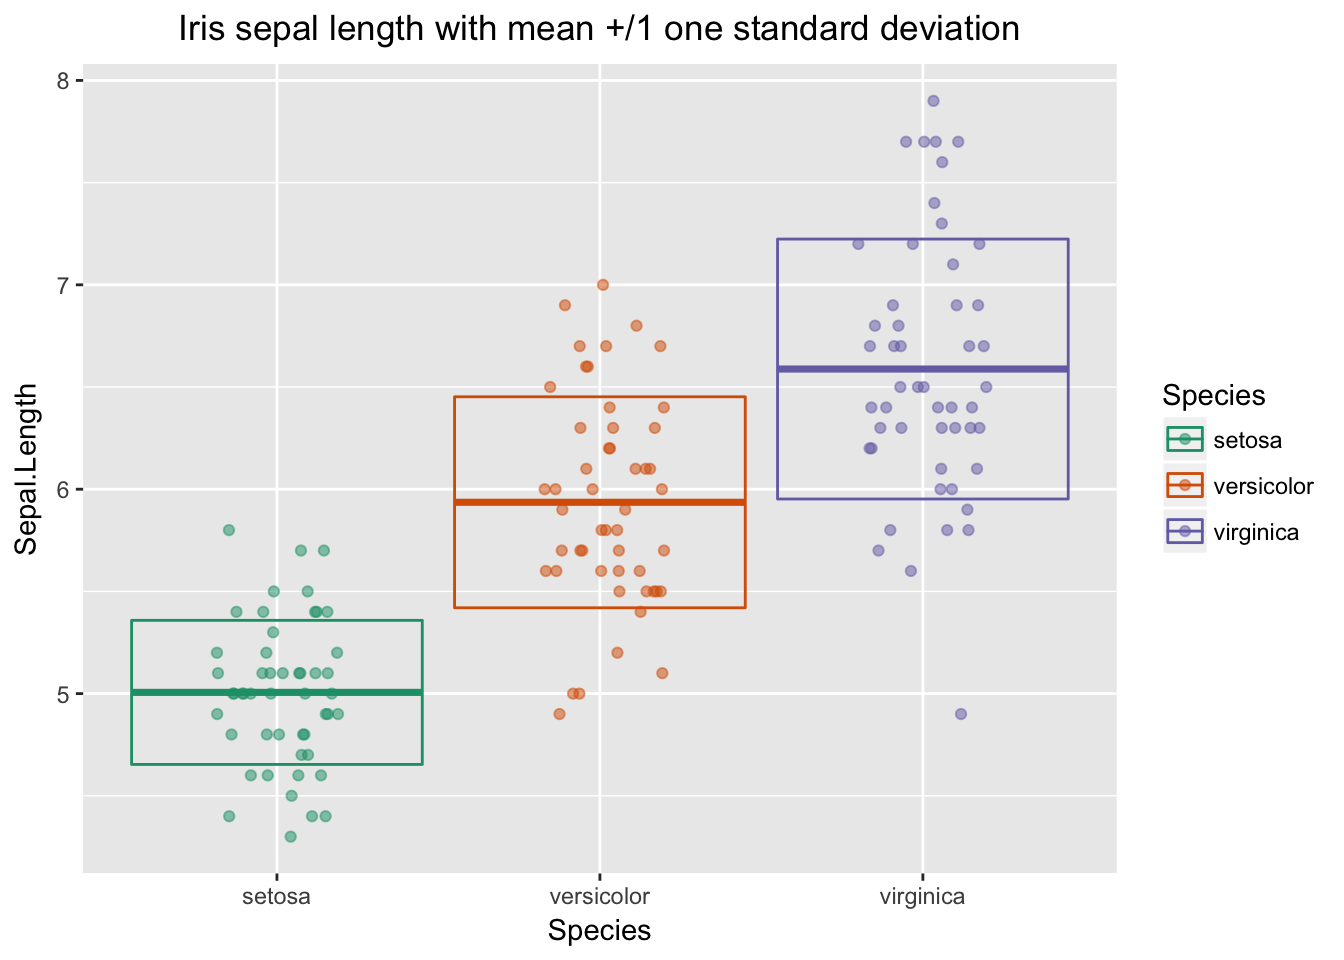 Iris sepal length with mean +/1 one standard deviation
8
7
6
5
Sepal.Length
setosa
versicolor
virginica
Species
Species
setosa
versicolor
virginica